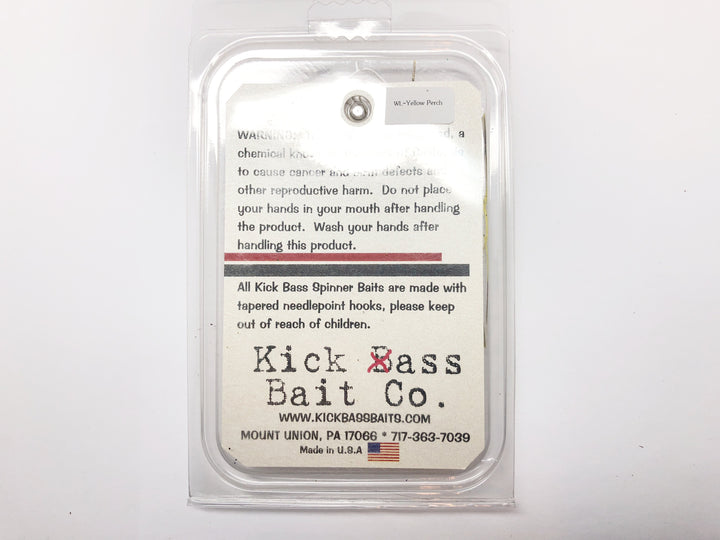 WL-Yellow Perch
WARNING: a
chemical
to cause cancer and birth defects
other reproductive harm. Do not place
your hands in your mouth after handling
the product. Wash your hands after
handling this product.
All Kick Bass Spinner Baits are made with
tapered needlepoint hooks, please keep
out of reach of children.
Kick Bass
Bait Co.
WWW.KICKBASSBAITS.COM
MOUNT UNION, PA 17066 * 717-363-7039
Made in U.S.A